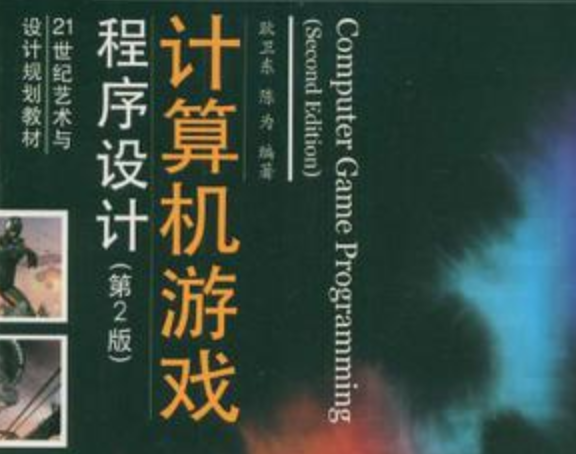 Computer Game Programming
(Second Edition)
耿卫东 陈为 编著
计算机游戏
程序设计(第2版)
21世纪艺术与
设计规划教材